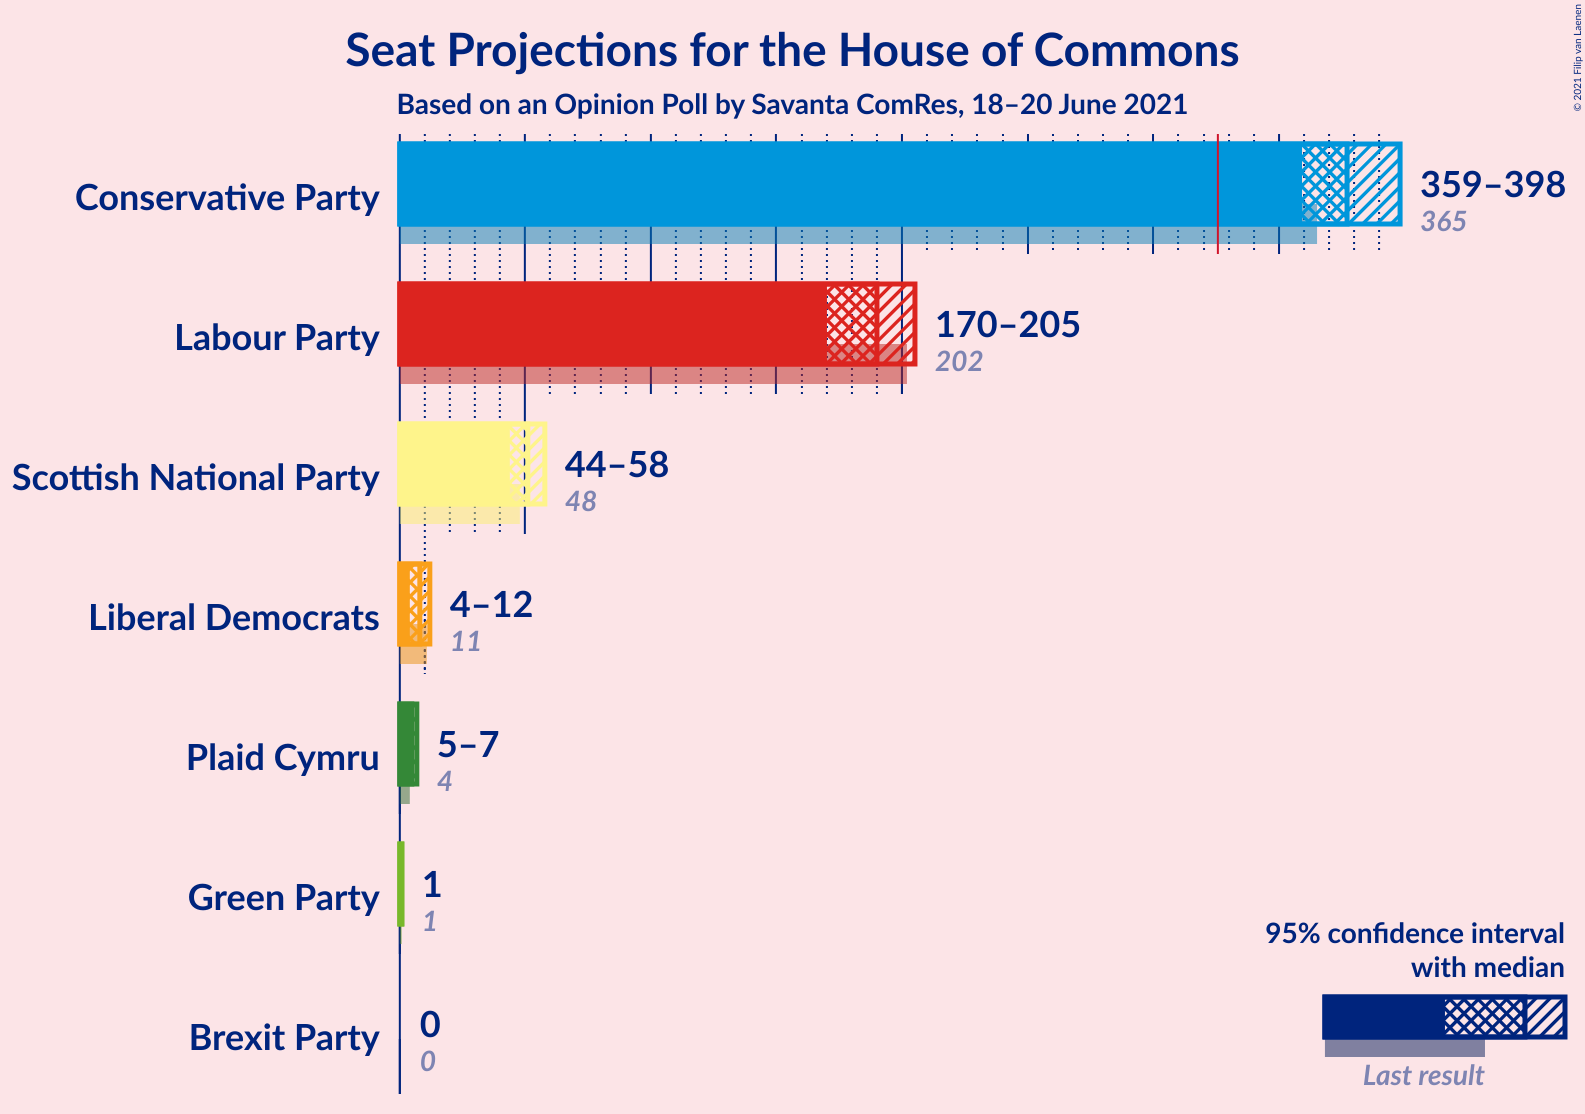 Seat Projections for the House of Commons
Based on an Opinion Poll by Savanta ComRes, 18–20 June 2021
© 2021 Filip van Laenen
Conservative Party
359–398
365
Labour Party
170–205
202
Scottish National Party
44–58
48
Liberal Democrats
4–12
11
Plaid Cymru
5–7
4
Green Party
1
1
Brexit Party
0
0
95% confidence interval
with median
Last result